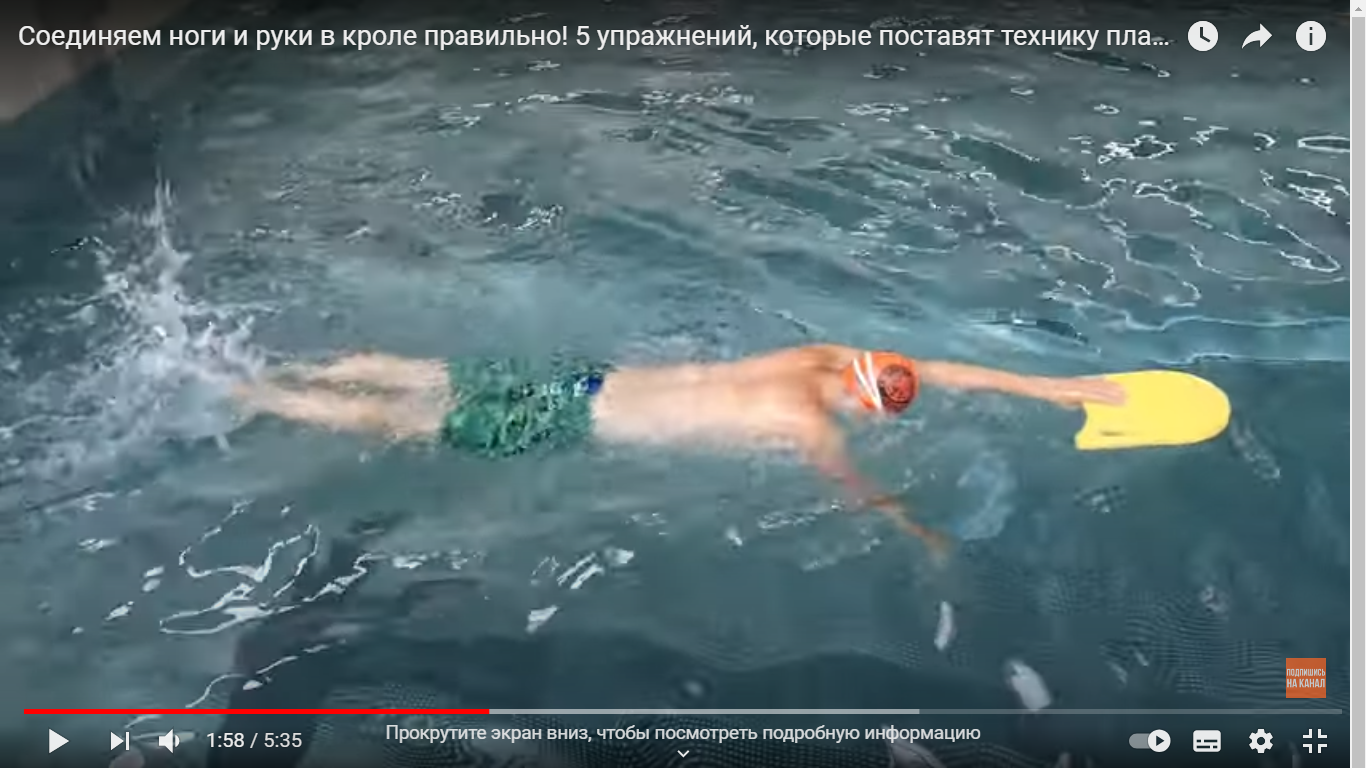 Соединяем ноги и руки в кроле правильно! 5 упражнений, которые поставят технику пла...
ПОДПИШИСЬ
НА КАНАЛ
1:58 / 5:35
Прокрутите экран вниз, чтобы посмотреть подробную информацию